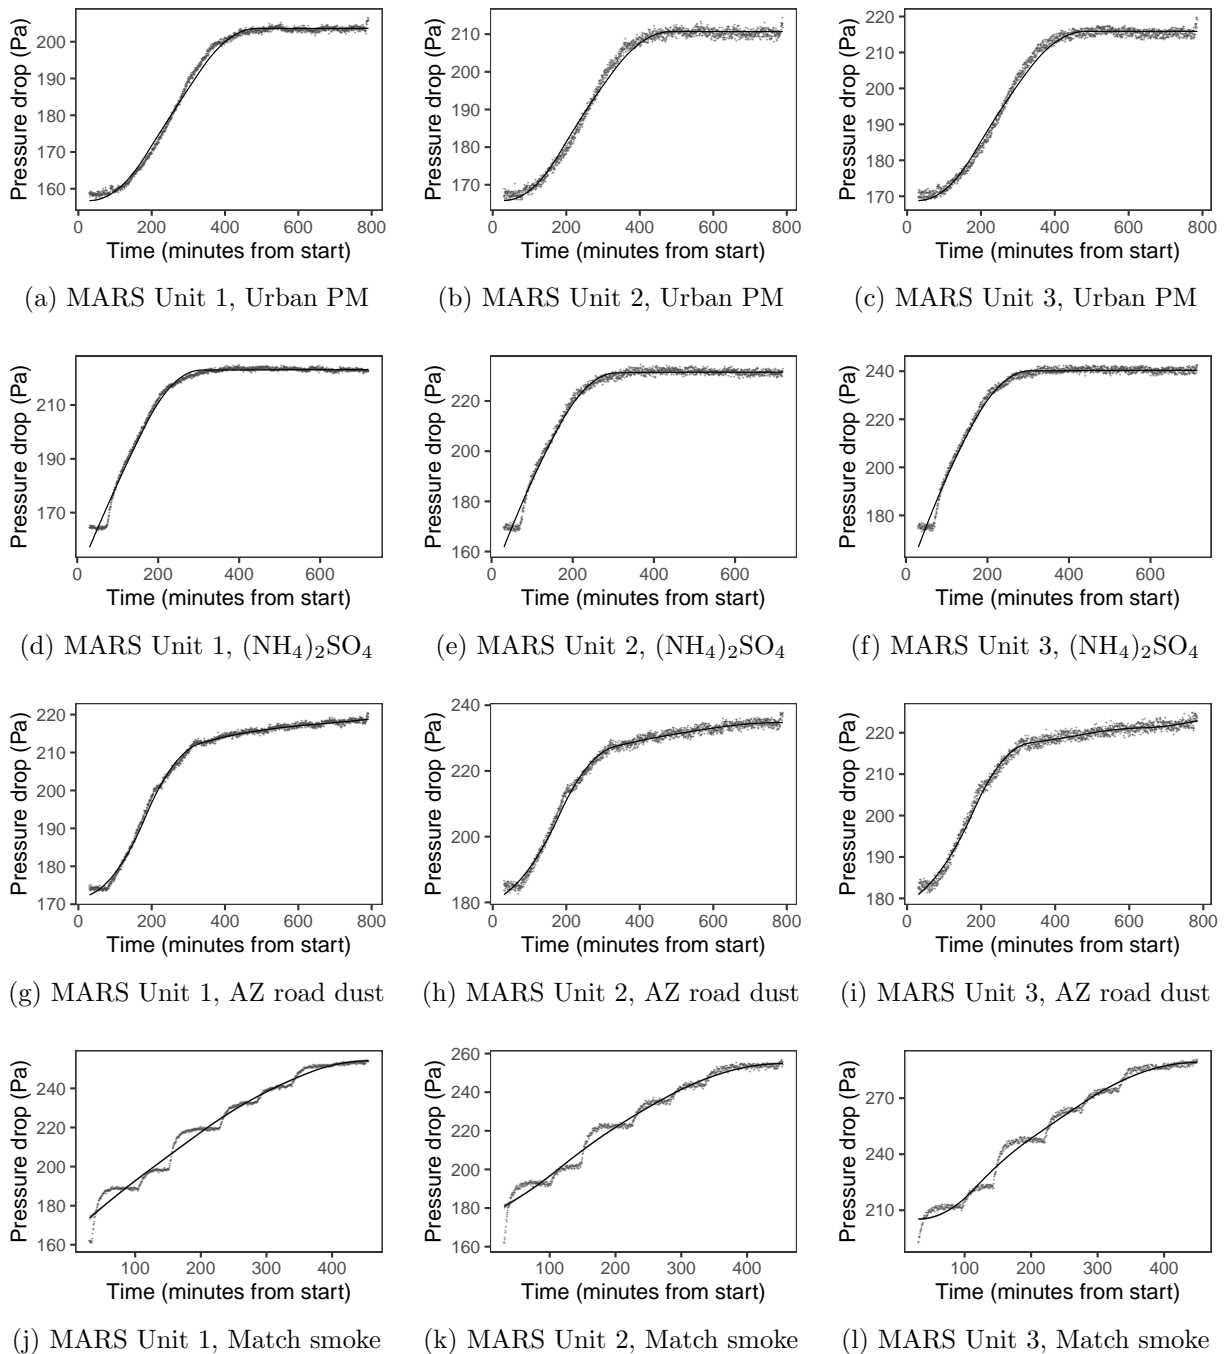 Pressure drop (Pa)
200
190
180
170
160
0 200 400 600 800
Time (minutes from start)
(a) MARS Unit 1, Urban PM
Pressure drop (Pa)
210
200
190
180
170
0 200 400 600 800
Time (minutes from start)
(b) MARS Unit 2, Urban PM
Pressure drop (Pa)
220
210
200
190
180
170
0 200 400 600 800
Time (minutes from start)
(c) MARS Unit 3, Urban PM
Pressure drop (Pa)
210
190
170
0 200 400 600
Time (minutes from start)
(d) MARS Unit 1, (NH₄)₂SO₄
Pressure drop (Pa)
220
200
180
160
0 200 400 600
Time (minutes from start)
(e) MARS Unit 2, (NH₄)₂SO₄
Pressure drop (Pa)
240
220
200
180
0 200 400 600
Time (minutes from start)
(f) MARS Unit 3, (NH₄)₂SO₄
Pressure drop (Pa)
220
210
200
190
180
170
0 200 400 600 800
Time (minutes from start)
(g) MARS Unit 1, AZ road dust
Pressure drop (Pa)
240
220
200
180
0 200 400 600 800
Time (minutes from start)
(h) MARS Unit 2, AZ road dust
Pressure drop (Pa)
220
210
200
190
180
0 200 400 600 800
Time (minutes from start)
(i) MARS Unit 3, AZ road dust
Pressure drop (Pa)
240
220
200
180
160
100 200 300 400
Time (minutes from start)
(j) MARS Unit 1, Match smoke
Pressure drop (Pa)
260
240
220
200
180
160
100 200 300 400
Time (minutes from start)
(k) MARS Unit 2, Match smoke
Pressure drop (Pa)
270
240
210
100 200 300 400
Time (minutes from start)
(l) MARS Unit 3, Match smoke